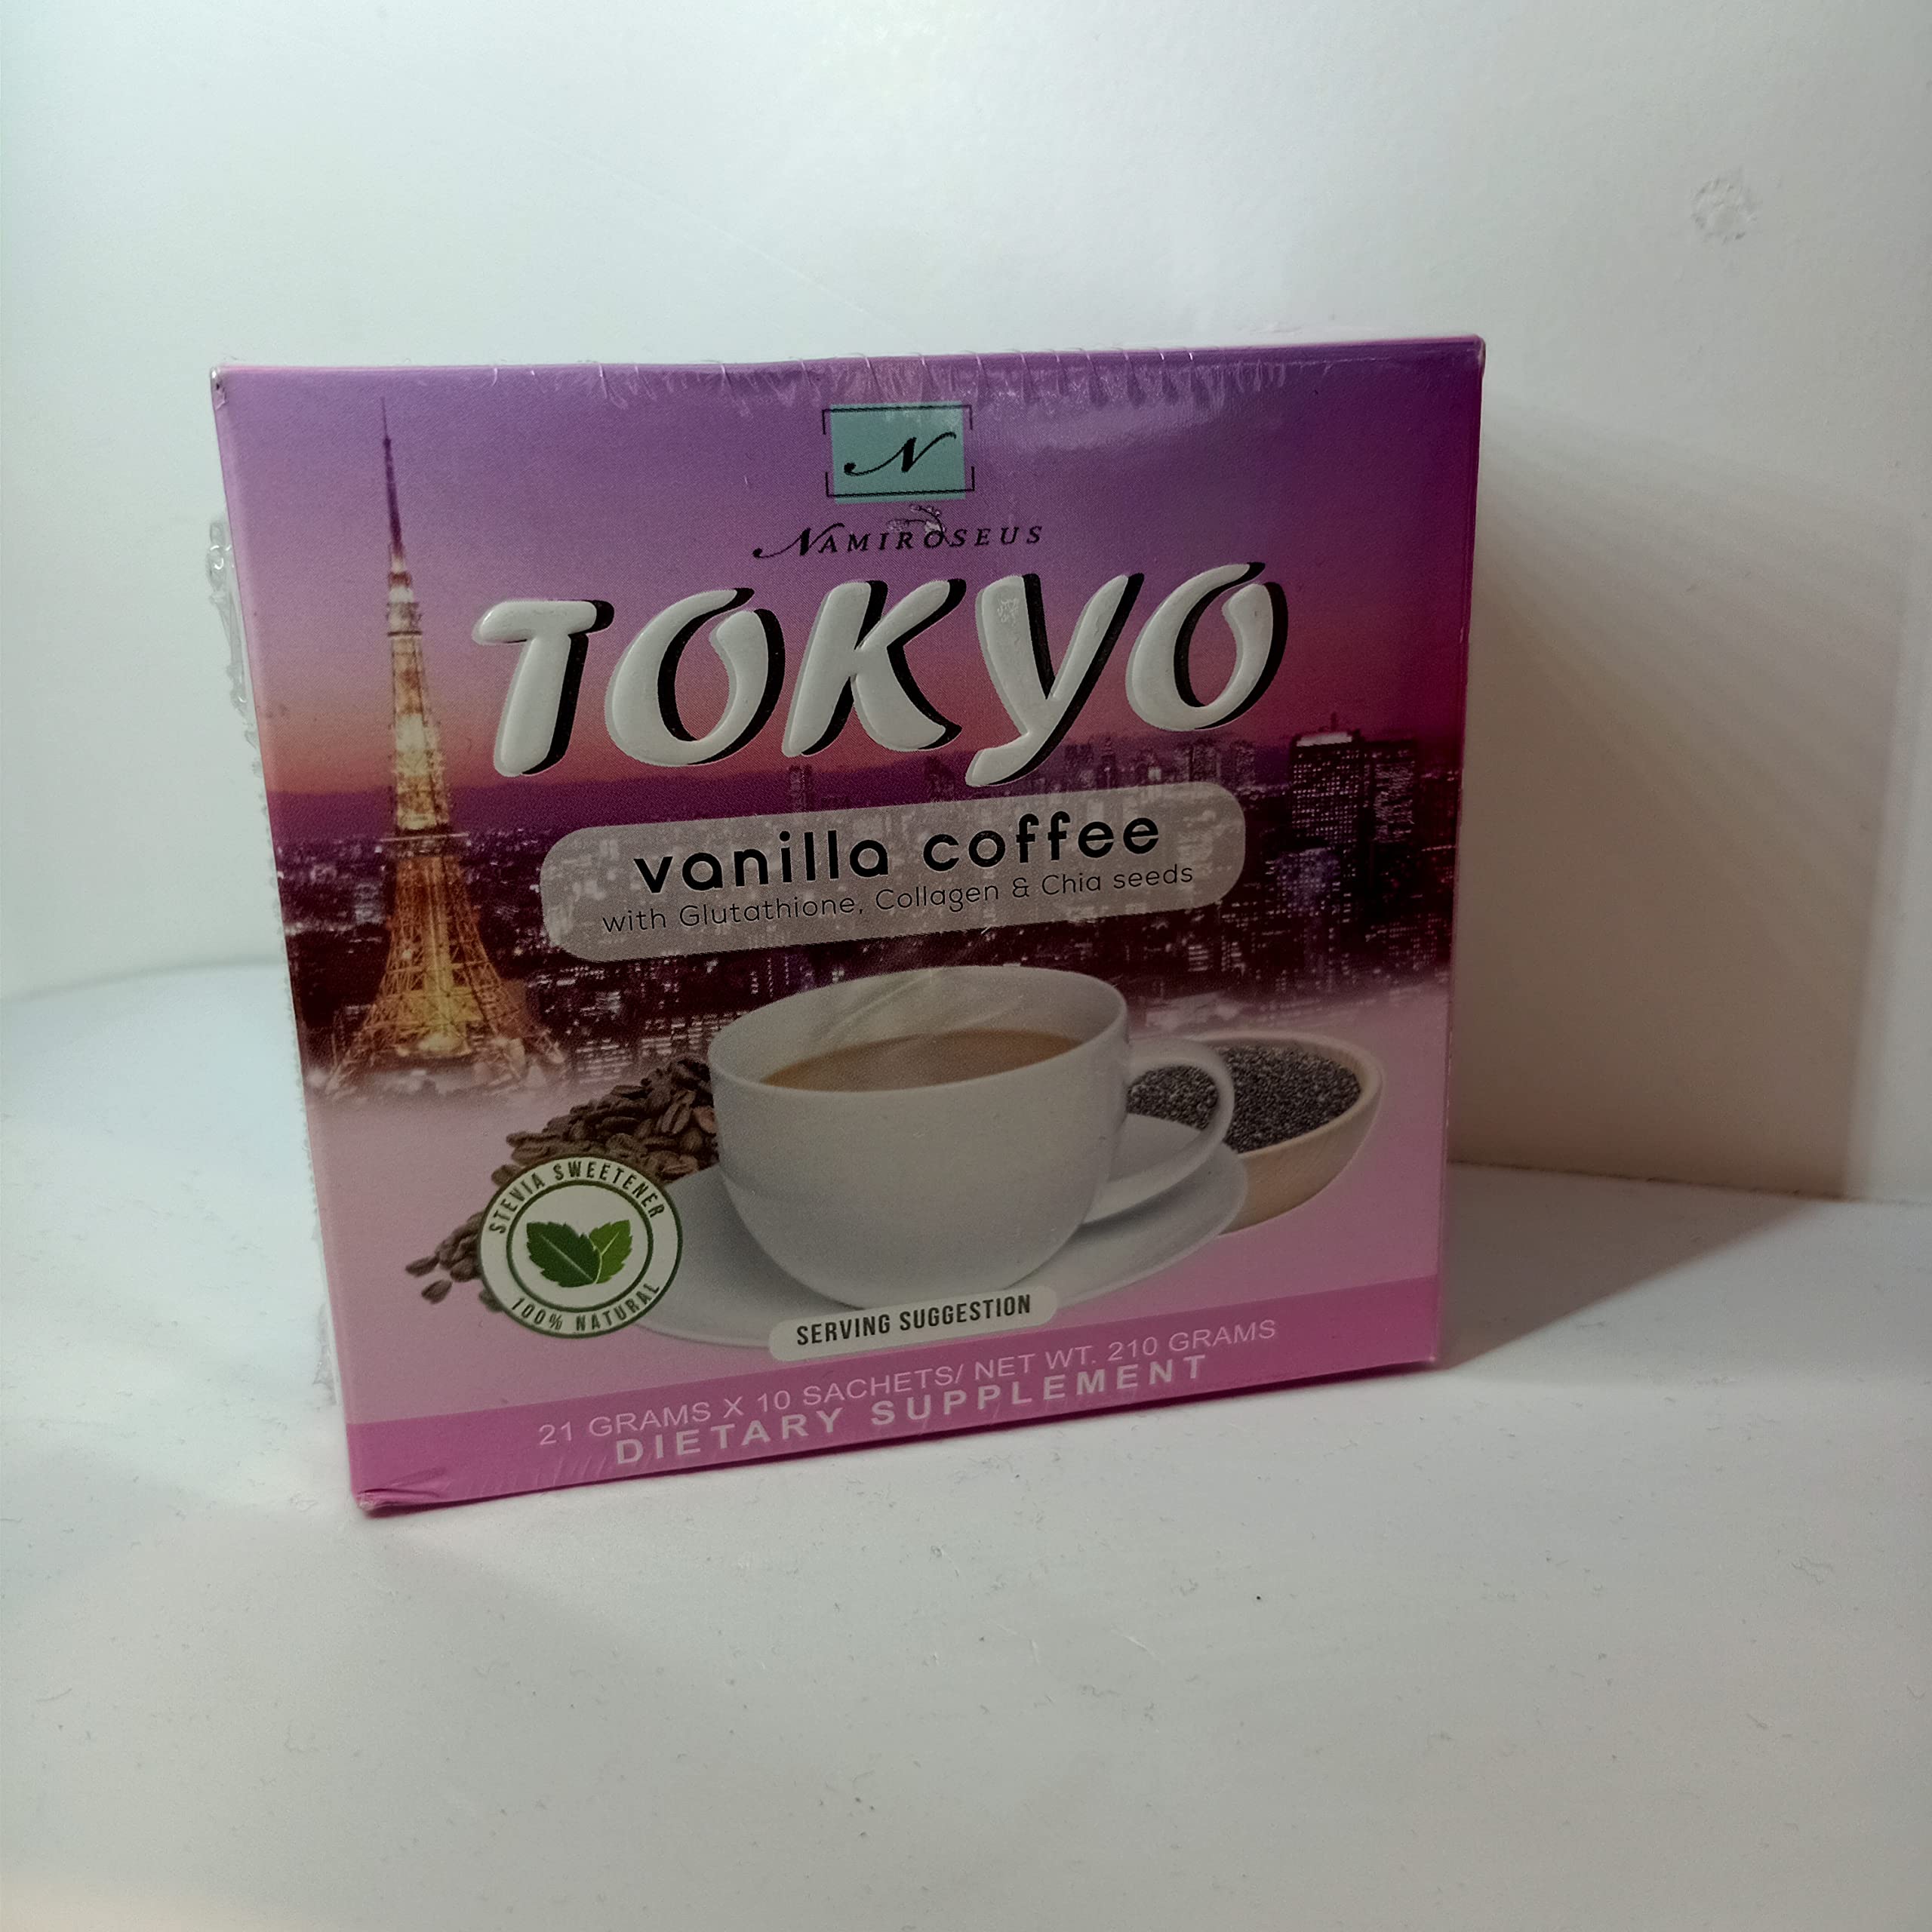 N
NAMIROSEUS
TOKYO
vanilla coffee
with Glutathione, Collagen & Chia seeds
STEVIA SWEETENER
100% NATURAL
SERVING SUGGESTION
21 GRAMS X 10 SACHETS/ NET WT. 210 GRAMS
DIETARY SUPPLEMENT